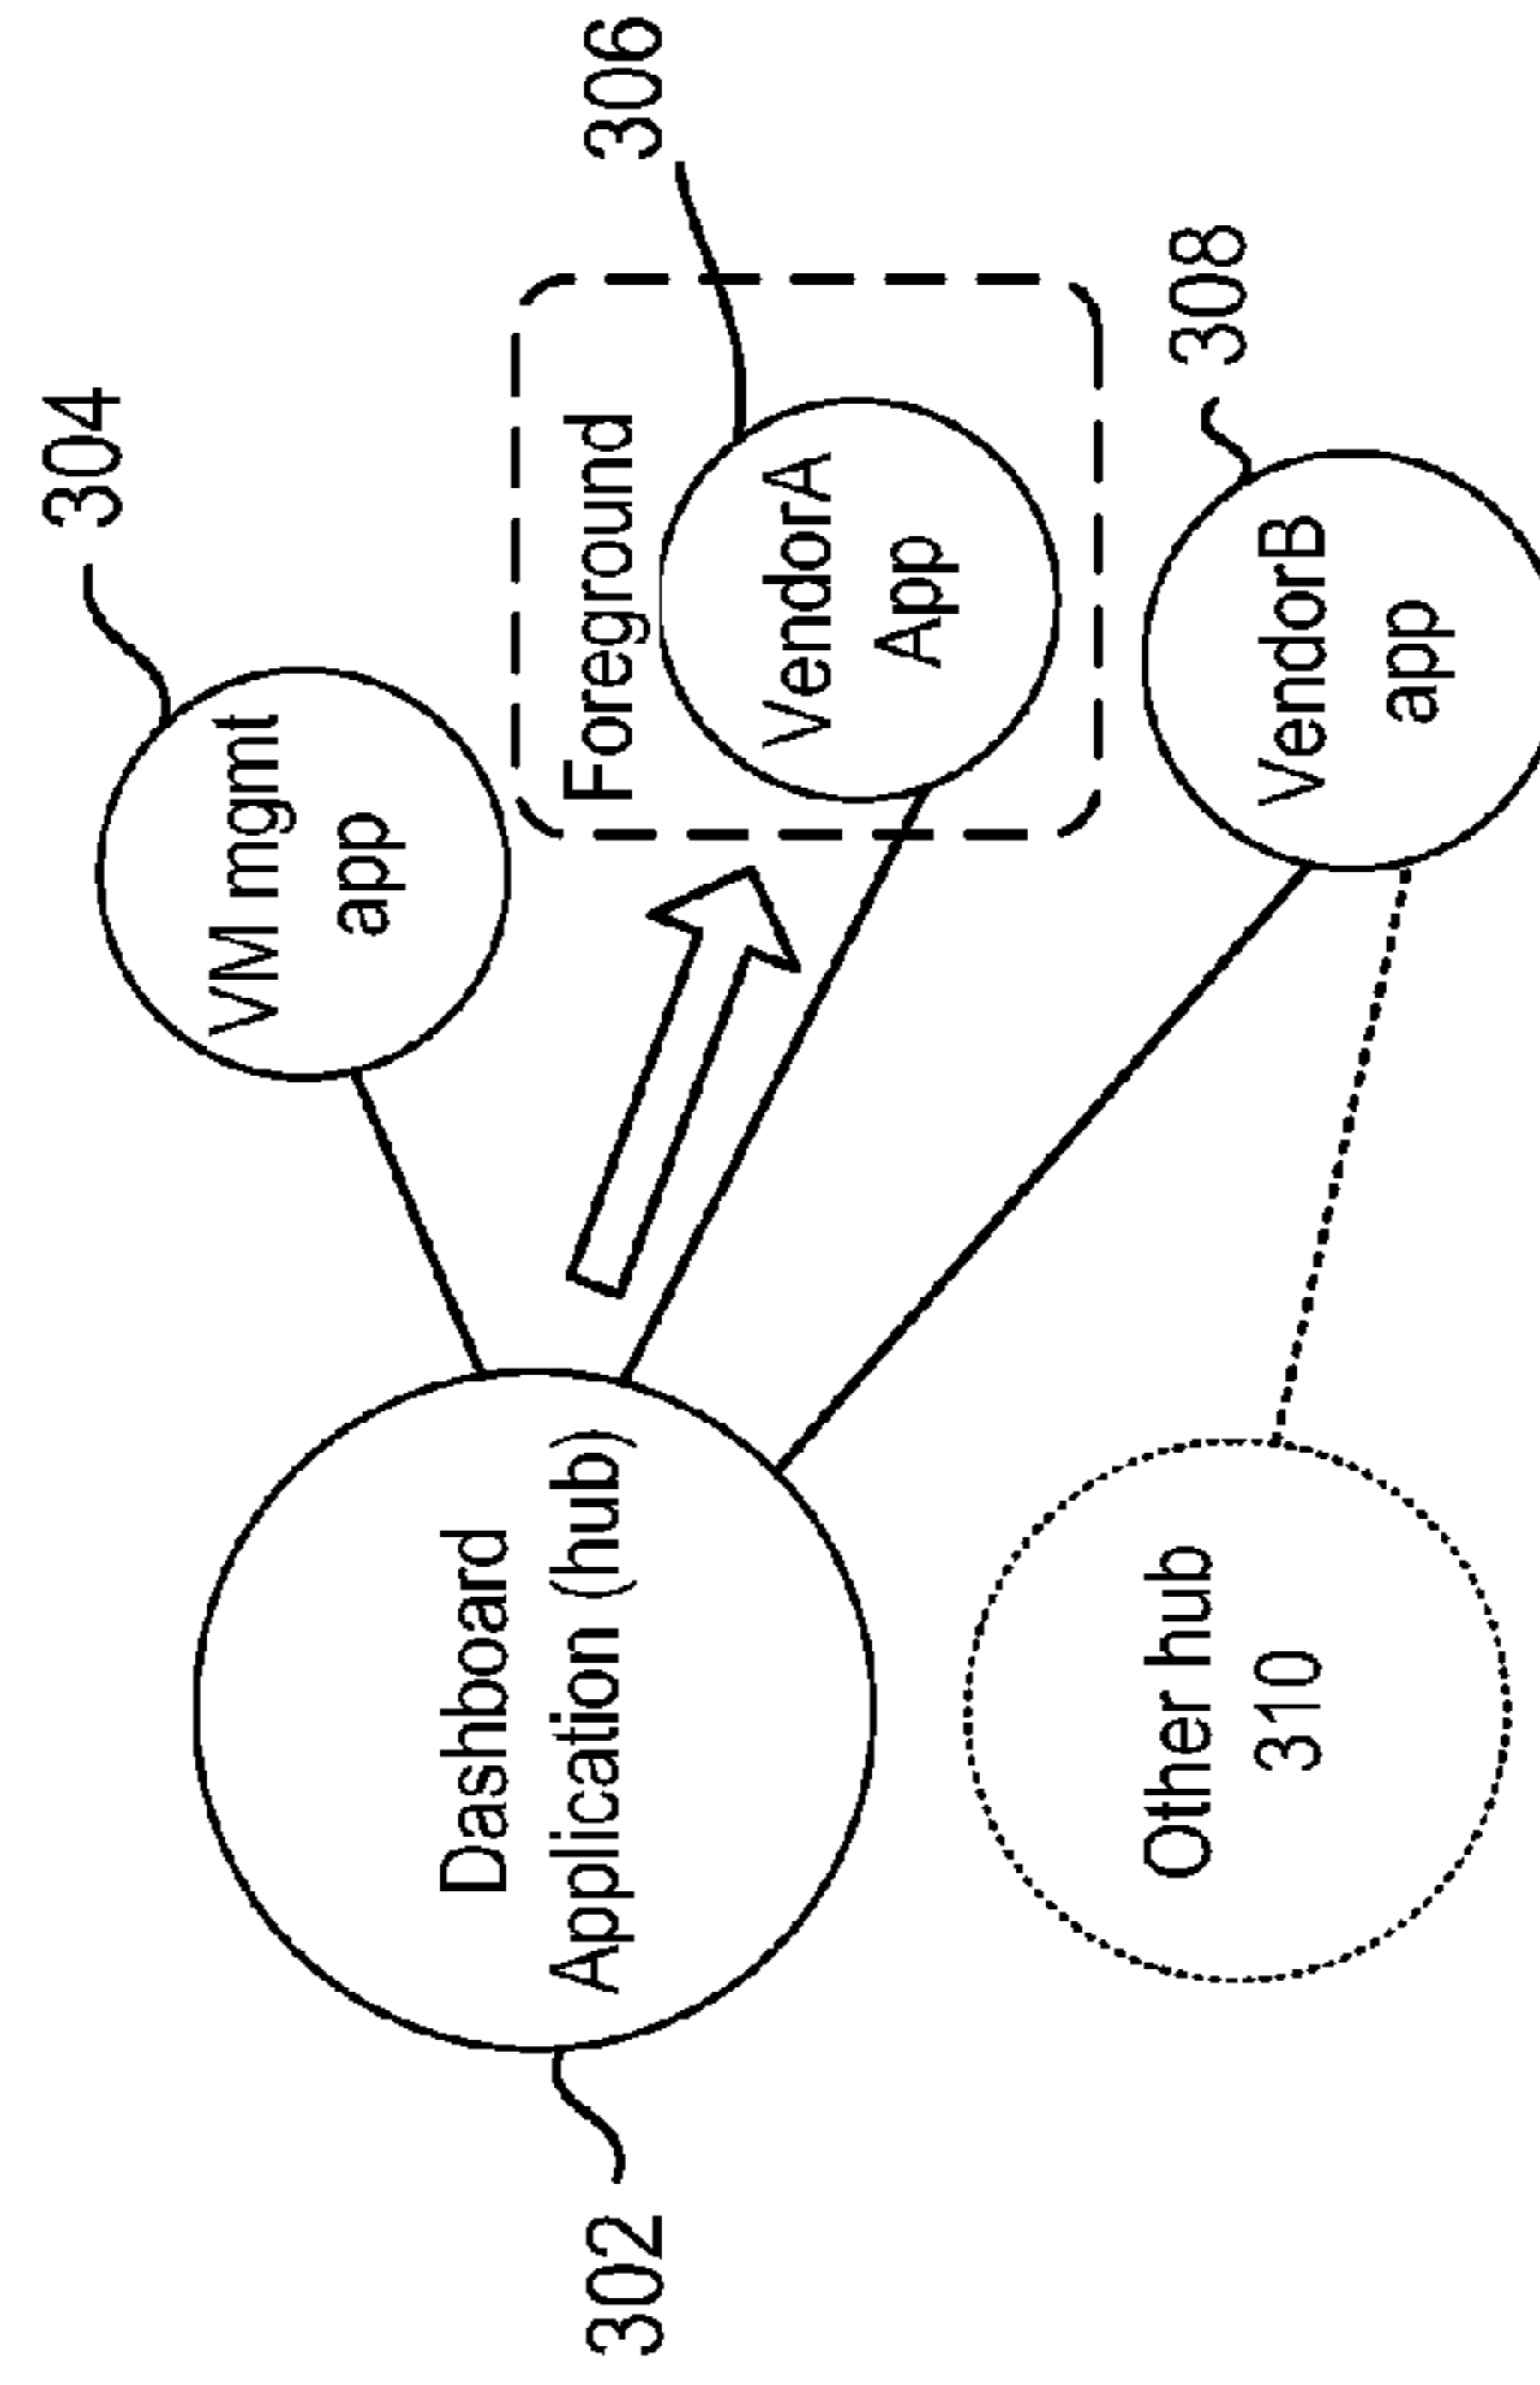 304
VM mgmt
app
306
Foreground
VendorA
App
302
Dashboard
Application (hub)
308
VendorB
app
Other hub
310